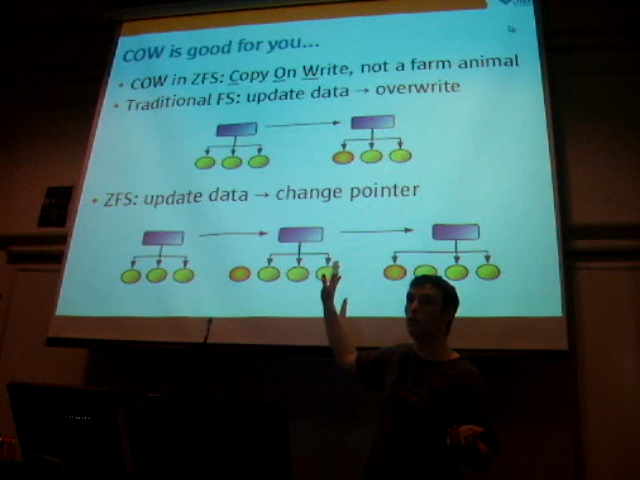 COW is good for you...
• COW in ZFS: Copy On Write, not a farm animal
• Traditional FS: update data → overwrite
• ZFS: update data → change pointer